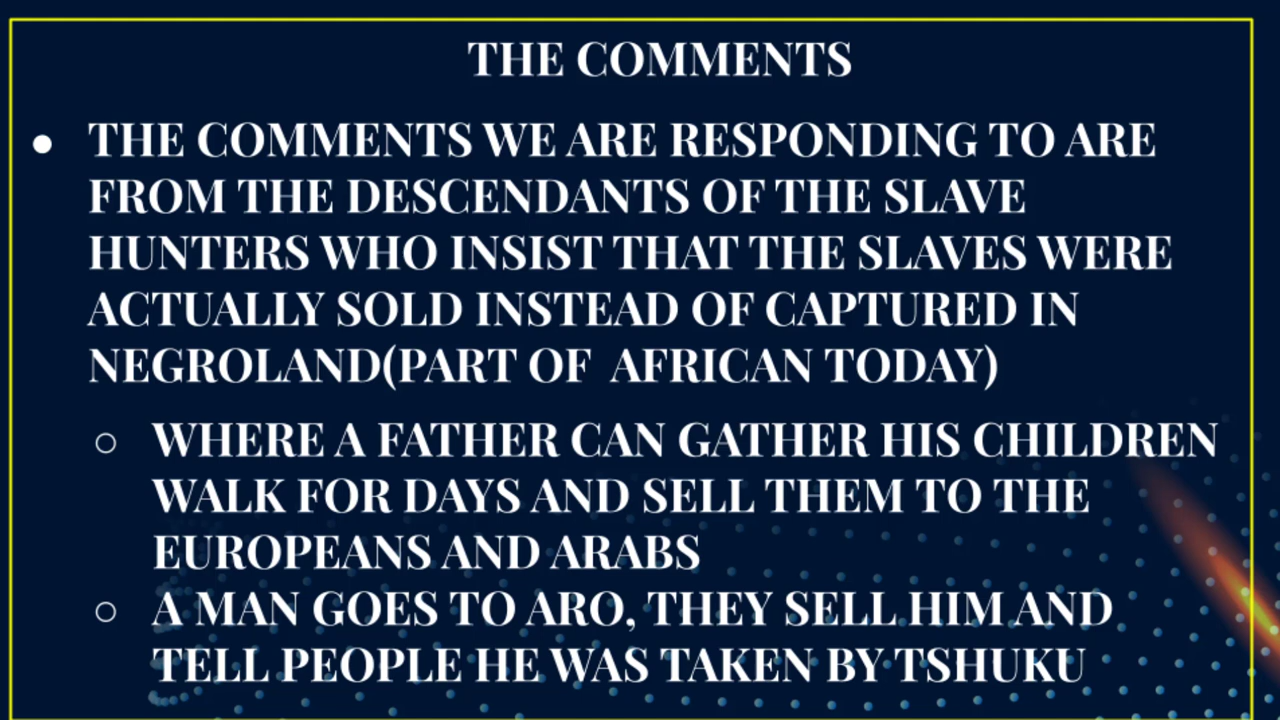 THE COMMENTS
● THE COMMENTS WE ARE RESPONDING TO ARE
FROM THE DESCENDANTS OF THE SLAVE
HUNTERS WHO INSIST THAT THE SLAVES WERE
ACTUALLY SOLD INSTEAD OF CAPTURED IN
NEGROLAND(PART OF AFRICAN TODAY)
○ WHERE A FATHER CAN GATHER HIS CHILDREN
WALK FOR DAYS AND SELL THEM TO THE
EUROPEANS AND ARABS
○ A MAN GOES TO ARO, THEY SELL HIM AND
TELL PEOPLE HE WAS TAKEN BY TSHUKU